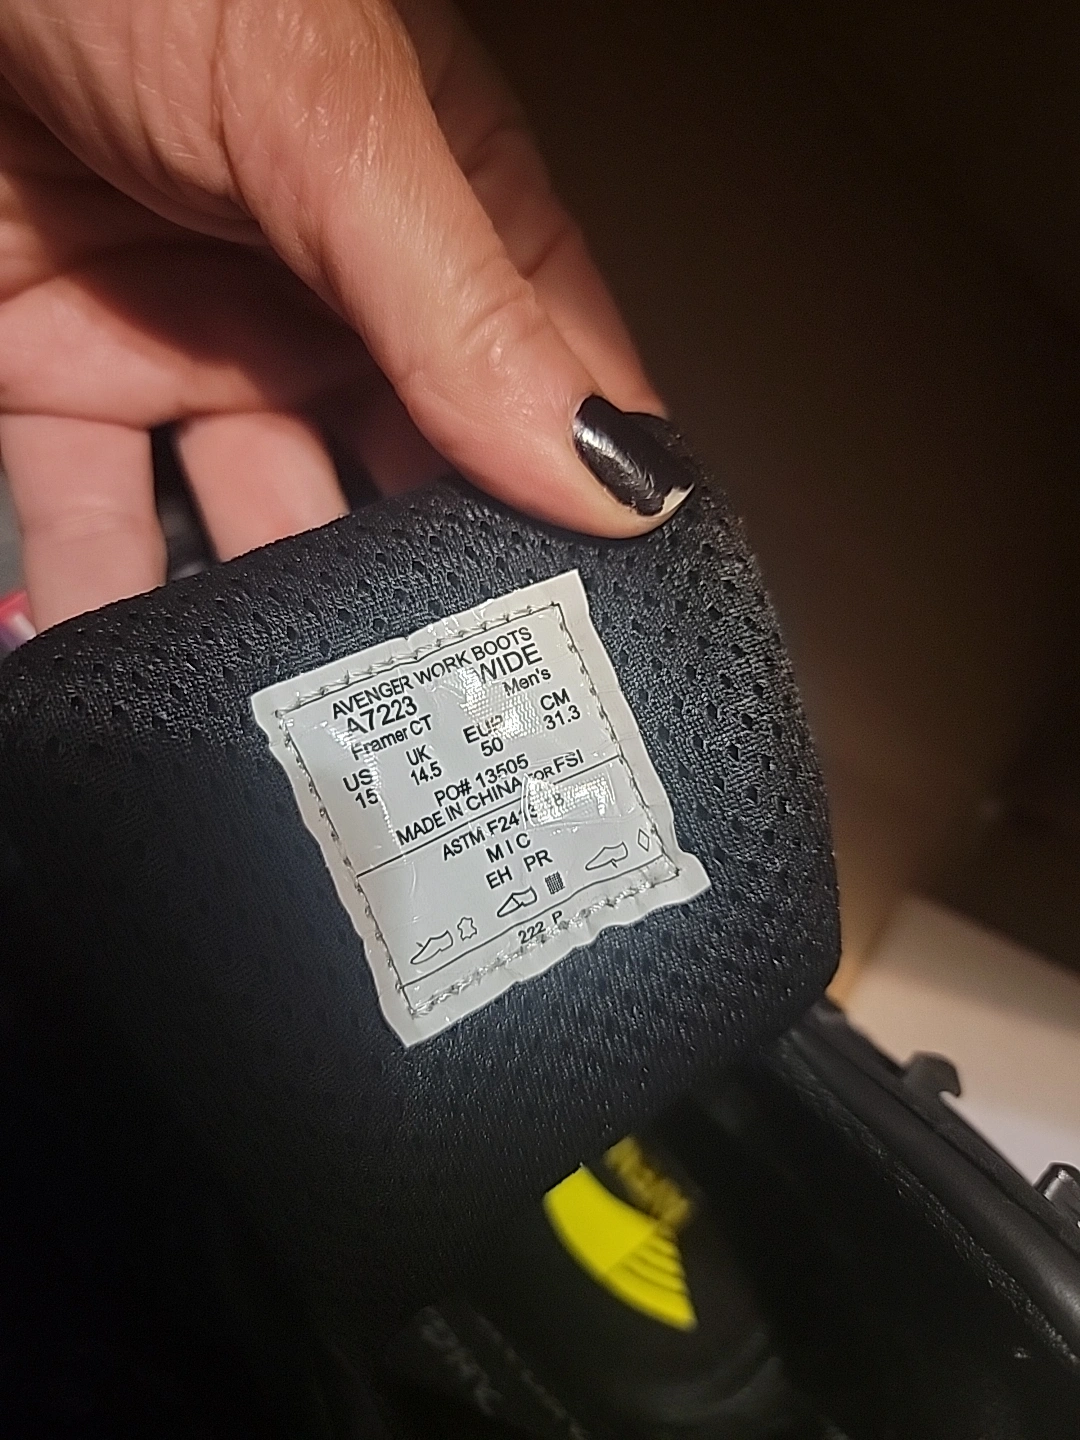 AVENGER WORK BOOTS
A7223 WIDE
Framer CT Men's
US UK EUR CM
15 14.5 50 31.3
PO# 13505
MADE IN CHINA FOR FSI
ASTM
M I C
EH PR
222 P